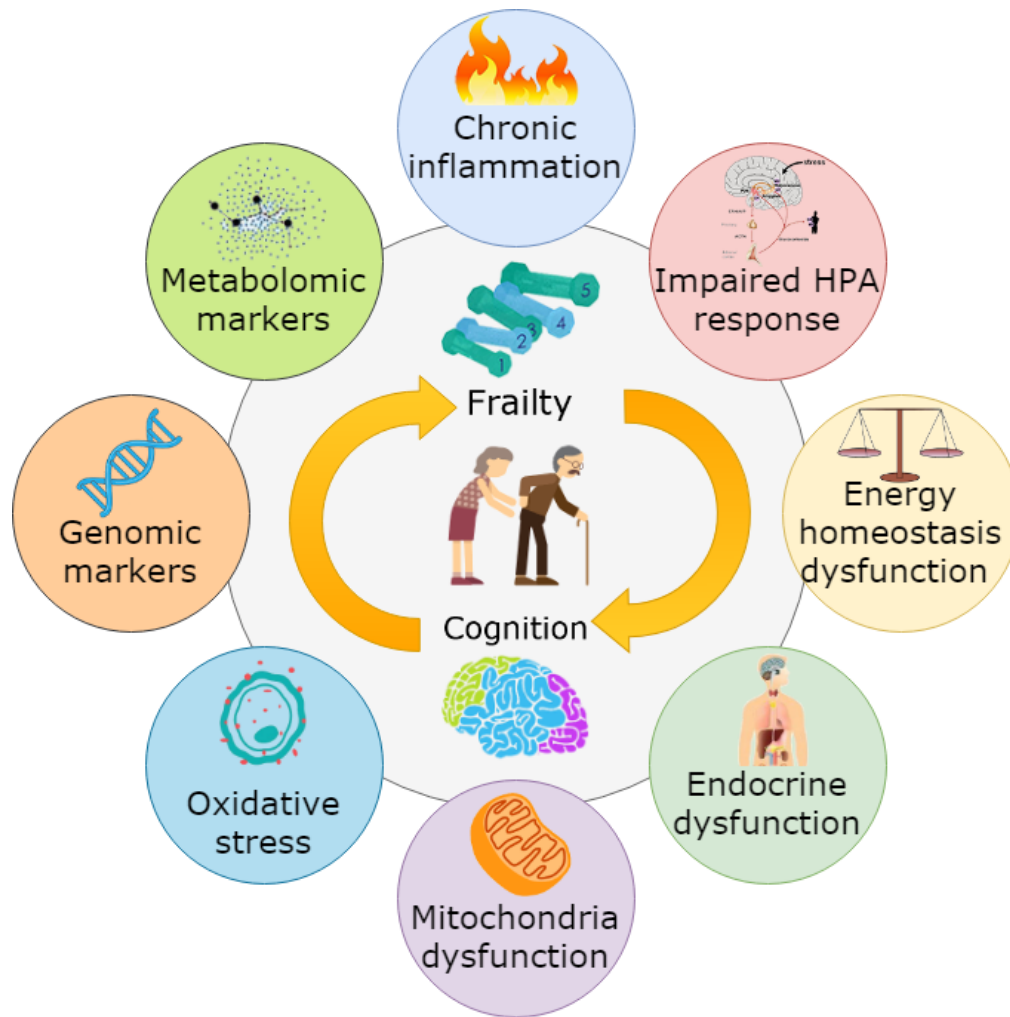 Chronic
inflammation
stress
Impaired HPA
response
Energy
homeostasis
dysfunction
Endocrine
dysfunction
Mitochondria
dysfunction
Oxidative
stress
Genomic
markers
Metabolomic
markers
5
4
3
2
1
Frailty
Cognition